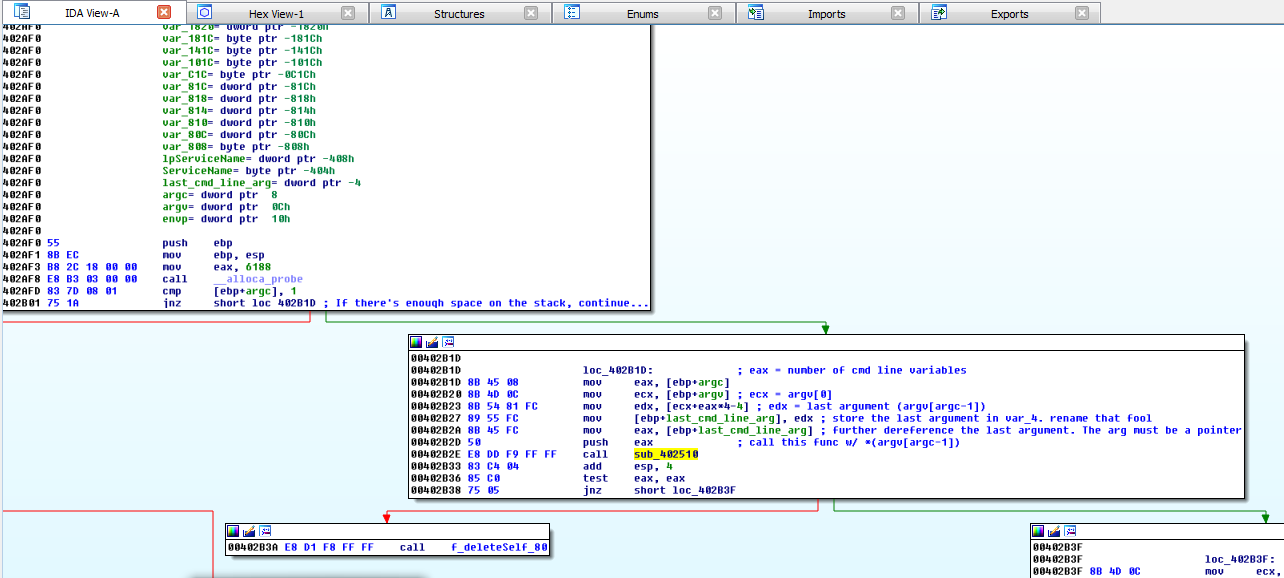 IDA View-A Hex View-1 Structures Enums Imports Exports
402AF0 var_1820= dword ptr -1820h
402AF0 var_181C= byte ptr -181Ch
402AF0 var_141C= byte ptr -141Ch
402AF0 var_101C= byte ptr -101Ch
402AF0 var_C1C= byte ptr -0C1Ch
402AF0 var_81C= dword ptr -81Ch
402AF0 var_818= dword ptr -818h
402AF0 var_814= dword ptr -814h
402AF0 var_810= dword ptr -810h
402AF0 var_80C= dword ptr -80Ch
402AF0 var_808= byte ptr -808h
402AF0 lpServiceName= dword ptr -408h
402AF0 ServiceName= byte ptr -404h
402AF0 last_cmd_line_arg= dword ptr -4
402AF0 argc= dword ptr 8
402AF0 argv= dword ptr 0Ch
402AF0 envp= dword ptr 10h
402AF0
402AF0 55 push ebp
402AF1 8B EC mov ebp, esp
402AF3 B8 2C 18 00 00 mov eax, 6188
402AF8 E8 B3 03 00 00 call __alloca_probe
402AFD 83 7D 08 01 cmp [ebp+argc], 1
402B01 75 1A jnz short loc_402B1D ; If there's enough space on the stack, continue...
00402B1D
00402B1D loc_402B1D: ; eax = number of cmd line variables
00402B1D 8B 45 08 mov eax, [ebp+argc]
00402B20 8B 4D 0C mov ecx, [ebp+argv] ; ecx = argv[0]
00402B23 8B 54 81 FC mov edx, [ecx+eax*4-4] ; edx = last argument (argv[argc-1])
00402B27 89 55 FC mov [ebp+last_cmd_line_arg], edx ; store the last argument in var_4. rename that fool
00402B2A 8B 45 FC mov eax, [ebp+last_cmd_line_arg] ; further dereference the last argument. The arg must be a pointer
00402B2D 50 push eax ; call this func w/ *(argv[argc-1])
00402B2E E8 DD F9 FF FF call sub_402510
00402B33 83 C4 04 add esp, 4
00402B36 85 C0 test eax, eax
00402B38 75 05 jnz short loc_402B3F
00402B3A E8 D1 F8 FF FF call f_deleteSelf_80
00402B3F
00402B3F loc_402B3F:
00402B3F 8B 4D 0C mov ecx,